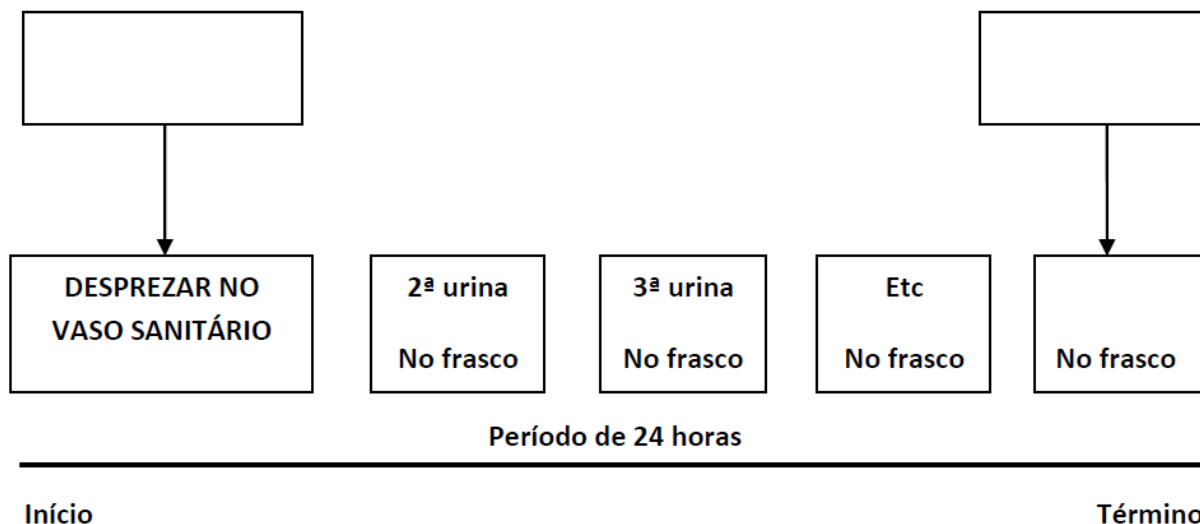 DESPREZAR NO
VASO SANITÁRIO
2ª urina
No frasco
3ª urina
No frasco
Etc
No frasco
No frasco
Período de 24 horas
Início
Término